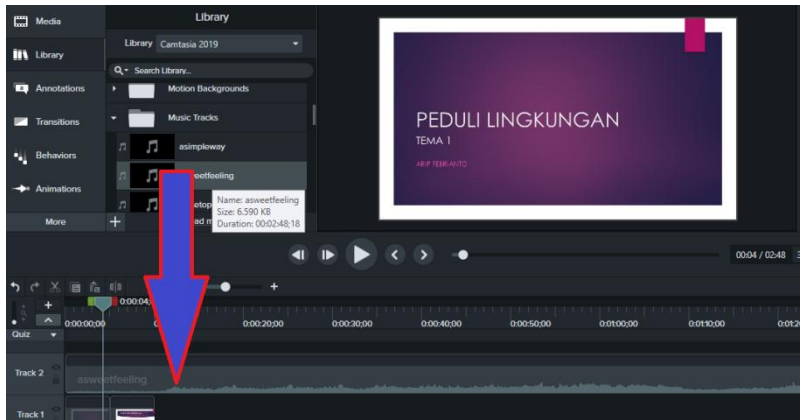 Media
Library
Annotations
Transitions
Behaviors
Animations
More
Library
Library Camtasia 2019
Search Library...
Motion Backgrounds
Music Tracks
asimpleway
eetfeeling
Name: asweetfeeling
Size: 6.590 KB
Duration: 00:02:48;18
PEDULI LINGKUNGAN
TEMA 1
ARIP FEBRIANTO
00:04 / 02:48
0:00:04;
0:00:00;00
0:00:20;00
0:00:30;00
0:00:40;00
0:00:50;00
0:01:00;00
0:01:10;00
Quiz
Track 2
asweetfeeling
Track 1